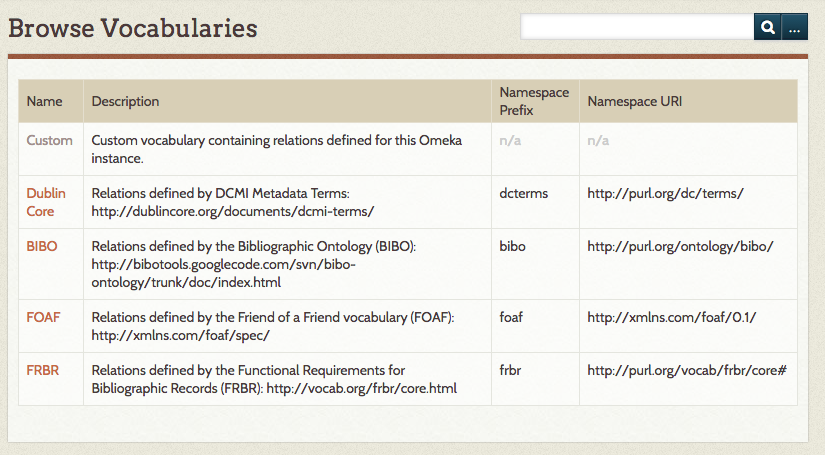 Browse Vocabularies
...
Name Description Namespace Prefix Namespace URI
Custom Custom vocabulary containing relations defined for this Omeka instance. n/a n/a
Dublin Core Relations defined by DCMI Metadata Terms: http://dublincore.org/documents/dcmi-terms/ dcterms http://purl.org/dc/terms/
BIBO Relations defined by the Bibliographic Ontology (BIBO): http://bibotools.googlecode.com/svn/bibo-ontology/trunk/doc/index.html bibo http://purl.org/ontology/bibo/
FOAF Relations defined by the Friend of a Friend vocabulary (FOAF): http://xmlns.com/foaf/spec/ foaf http://xmlns.com/foaf/0.1/
FRBR Relations defined by the Functional Requirements for Bibliographic Records (FRBR): http://vocab.org/frbr/core.html frbr http://purl.org/vocab/frbr/core#